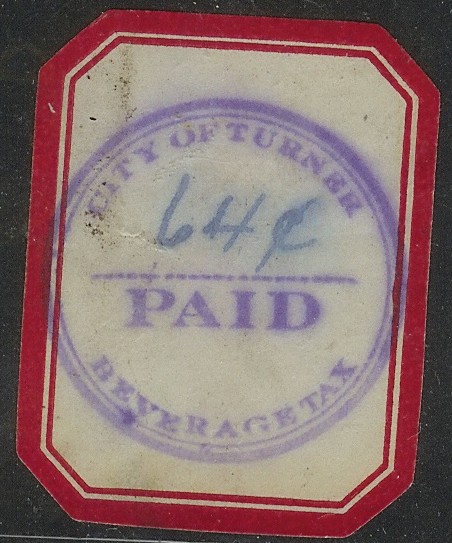 CITY OF TURNER
64¢
PAID
BEVERAGE TAX